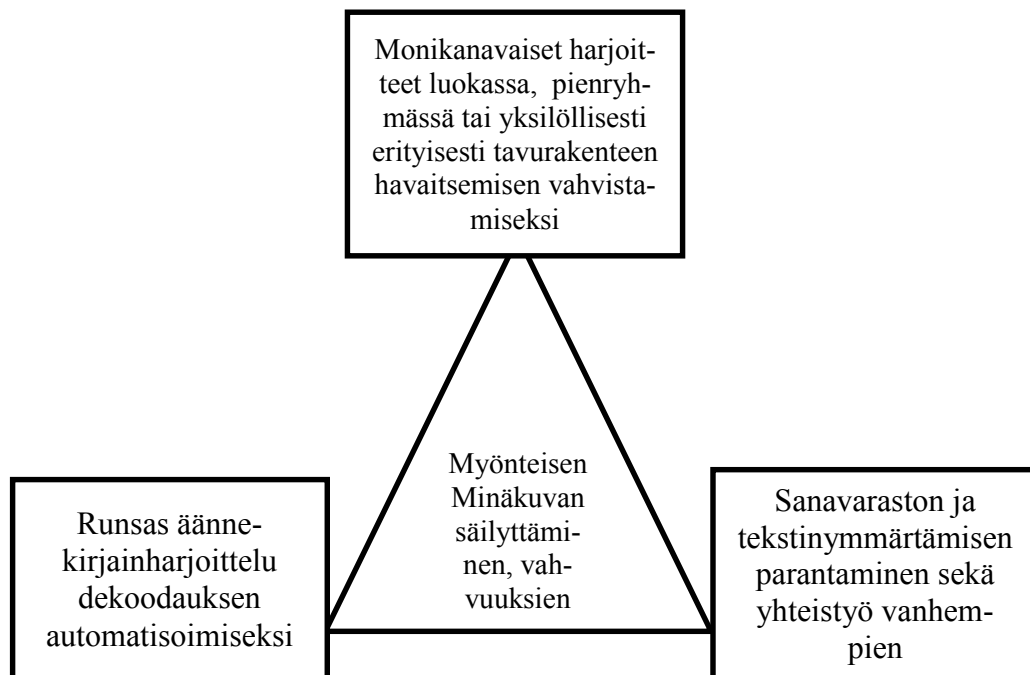 Monikanavaiset harjoit-
teet luokassa, pienryh-
mässä tai yksilöllisesti
erityisesti tavurakenteen
havaitsemisen vahvista-
miseksi
Myönteisen
Minäkuvan
säilyttämi-
nen, vah-
vuuksien
Runsas äänne-
kirjainharjoittelu
dekoodauksen
automatisoimiseksi
Sanavaraston ja
tekstinymmärtämisen
parantaminen sekä
yhteistyö vanhem-
pien